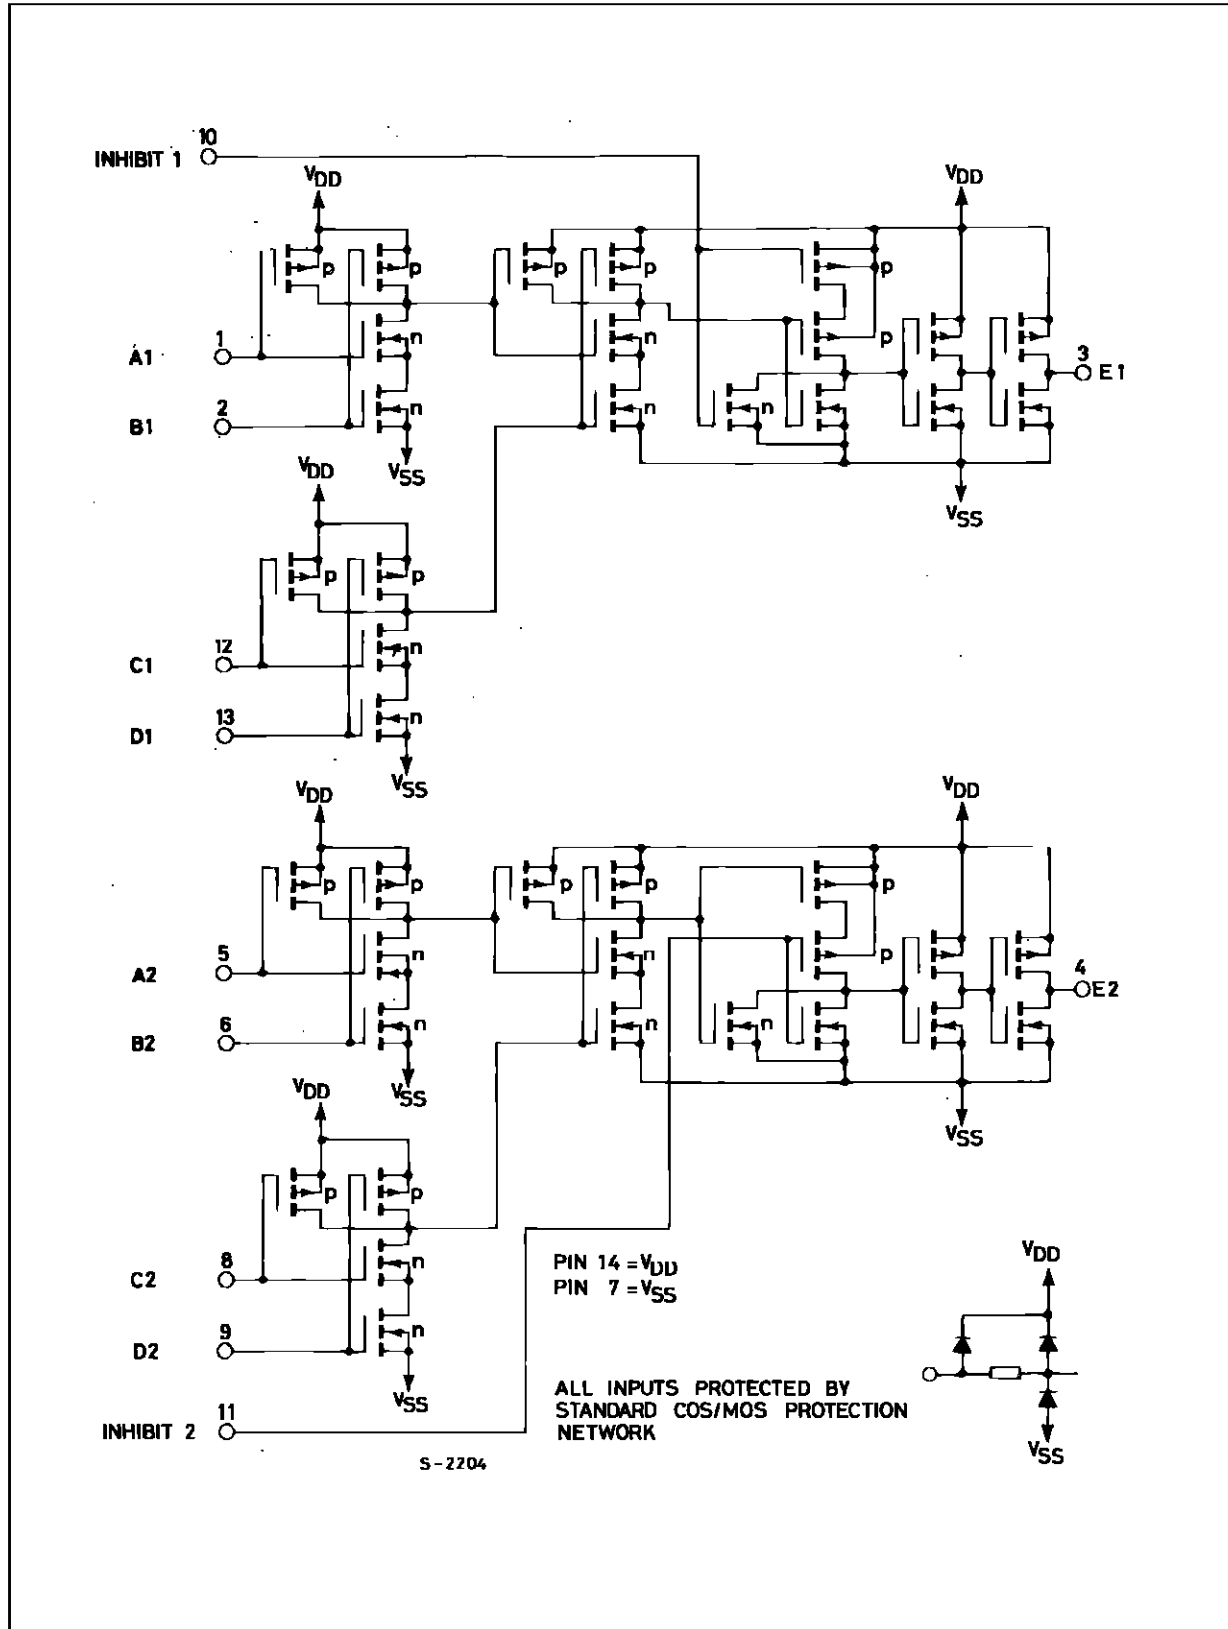 10
INHIBIT 1
VDD
VDD
p
p
p
p
p
p
n
n
1
A1
n
n
n
3
E1
2
B1
VSS
VSS
VDD
p
p
12
C1
n
13
D1
n
VSS
VDD
VDD
p
p
p
p
p
p
n
n
5
A2
n
n
n
4
E2
6
B2
VSS
VSS
VDD
p
p
8
C2
n
PIN 14 = VDD
PIN 7 = VSS
VDD
9
D2
n
VSS
ALL INPUTS PROTECTED BY
STANDARD COS/MOS PROTECTION
NETWORK
VSS
11
INHIBIT 2
S-2204